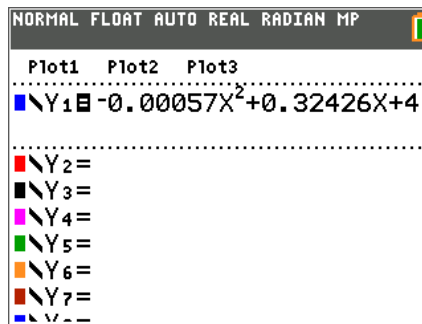 NORMAL FLOAT AUTO REAL RADIAN MP
Plot1 Plot2 Plot3
\Y₁=-0.00057X²+0.32426X+4
\Y₂=
\Y₃=
\Y₄=
\Y₅=
\Y₆=
\Y₇=